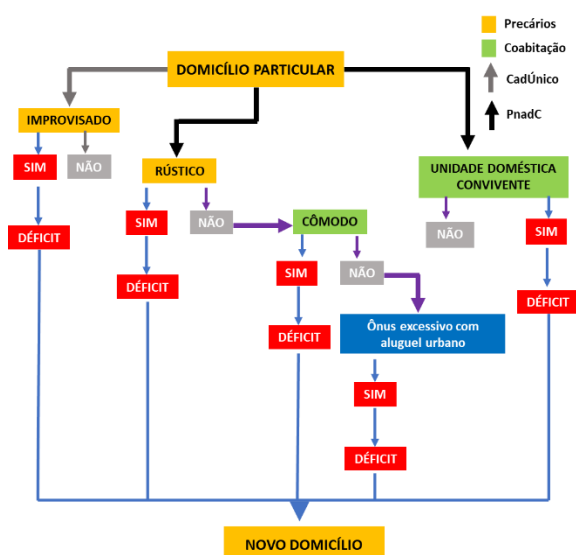 Precários
Coabitação
CadÚnico
PnadC
DOMICÍLIO PARTICULAR
IMPROVISADO
SIM
NÃO
DÉFICIT
RÚSTICO
SIM
NÃO
DÉFICIT
CÔMODO
SIM
NÃO
DÉFICIT
Ônus excessivo com
aluguel urbano
SIM
DÉFICIT
UNIDADE DOMÉSTICA
CONVIVENTE
NÃO
SIM
DÉFICIT
NOVO DOMICÍLIO